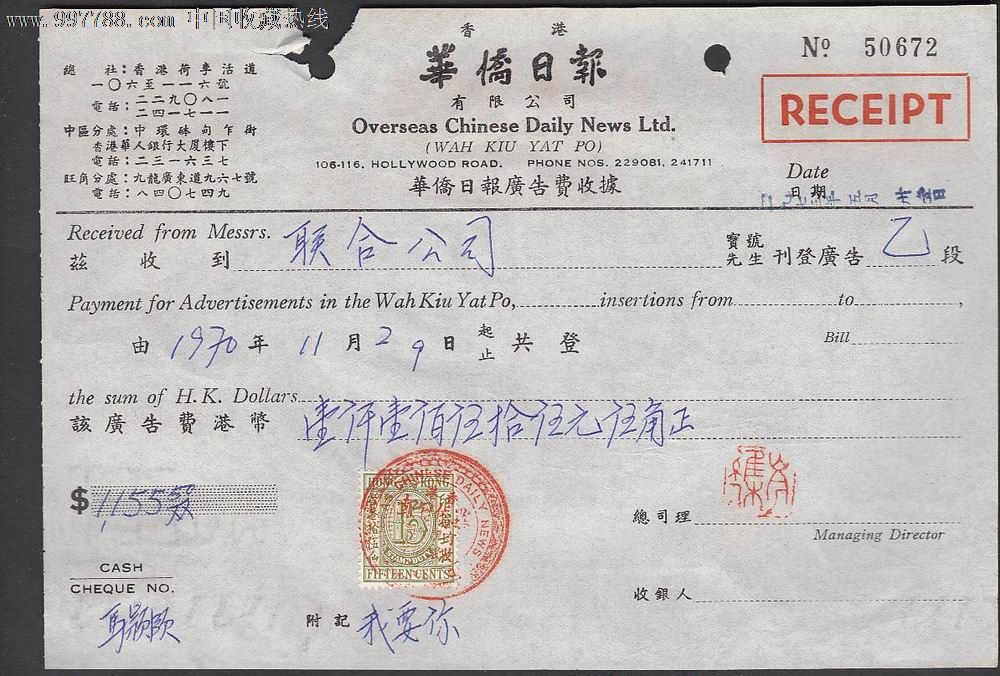 www.997788.com 中国收藏热线
香港
華僑日報
有限公司
Overseas Chinese Daily News Ltd.
(WAH KIU YAT PO)
106-116, HOLLYWOOD ROAD. PHONE NOS. 229081, 241711
華僑日報廣告費收據
總社：香港荷李活道
一〇六至一一六號
電話：二二九〇八一
二四一七一一
中區分處：中環砵甸乍街
香港華人銀行大厦樓下
電話：二三一六三七
旺角分處：九龍廣東道九六七號
電話：八四〇七四九
Nº 50672
RECEIPT
Date
日期
Received from Messrs.
茲收到 联合公司 寶號先生刊登廣告 乙 段
Payment for Advertisements in the Wah Kiu Yat Po, insertions from to ,
由 1970 年 11 月 29 日 起止 共登
Bill
the sum of H.K. Dollars
該廣告費港幣 壹仟壹佰伍拾伍元伍角正
$ 1,155.50
HONG KONG
15
STAMP DUTY
FIFTEEN CENTS
CHINESE DAILY NEWS
總司理
Managing Director
CASH
CHEQUE NO.
收銀人
附記 我要你